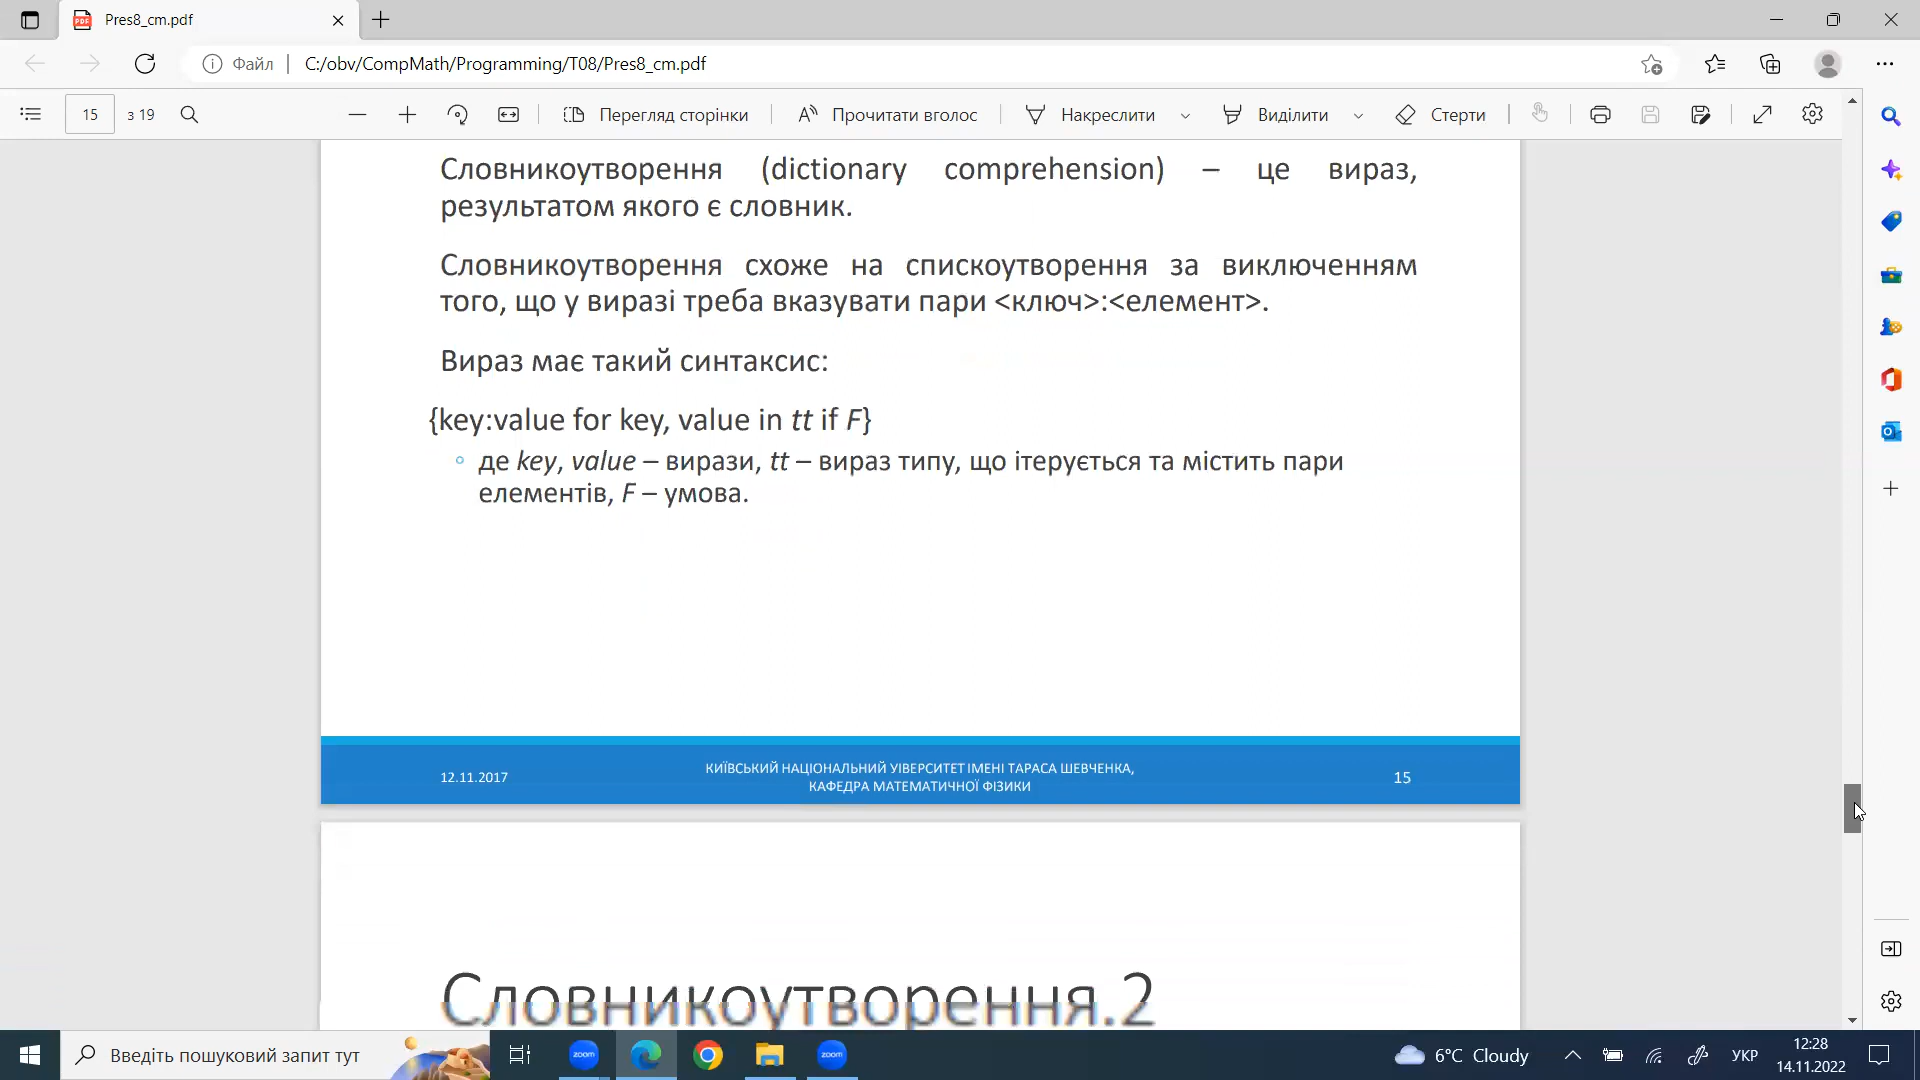 Pres8_cm.pdf
Файл
C:/obv/CompMath/Programming/T08/Pres8_cm.pdf
15 з 19
Перегляд сторінки
Прочитати вголос
Накреслити
Виділити
Стерти
Словникоутворення (dictionary comprehension) – це вираз,
результатом якого є словник.
Словникоутворення схоже на спискоутворення за виключенням
того, що у виразі треба вказувати пари <ключ>:<елемент>.
Вираз має такий синтаксис:
{key:value for key, value in tt if F}
де key, value – вирази, tt – вираз типу, що ітерується та містить пари
елементів, F – умова.
12.11.2017
КИЇВСЬКИЙ НАЦІОНАЛЬНИЙ УІВЕРСИТЕТ ІМЕНІ ТАРАСА ШЕВЧЕНКА,
КАФЕДРА МАТЕМАТИЧНОЇ ФІЗИКИ
15
Словникоутворення.2
Введіть пошуковий запит тут
zoom
zoom
6°C Cloudy
УКР
12:28
14.11.2022